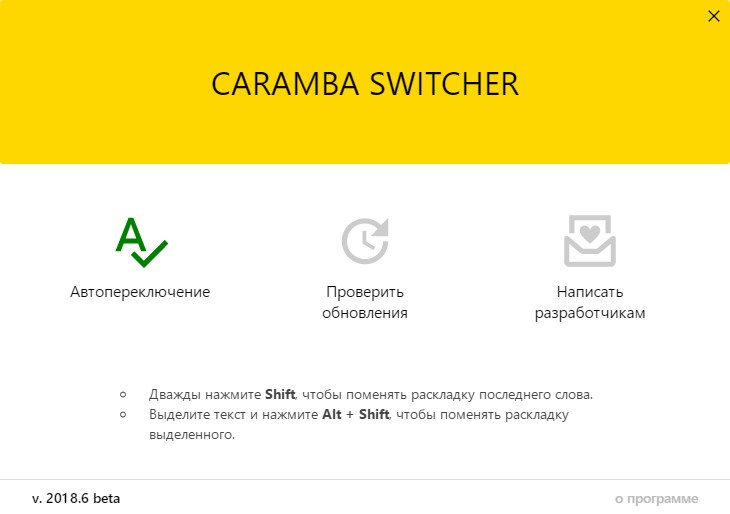 CARAMBA SWITCHER
Автопереключение
Проверить
обновления
Написать
разработчикам
Дважды нажмите Shift, чтобы поменять раскладку последнего слова.
Выделите текст и нажмите Alt + Shift, чтобы поменять раскладку
выделенного.
v. 2018.6 beta
о программе